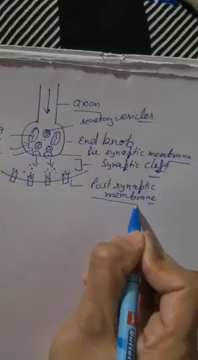 axon
secretory vesicles
End knob
Pre synaptic membrane
Synaptic cleft
Post synaptic
membrane